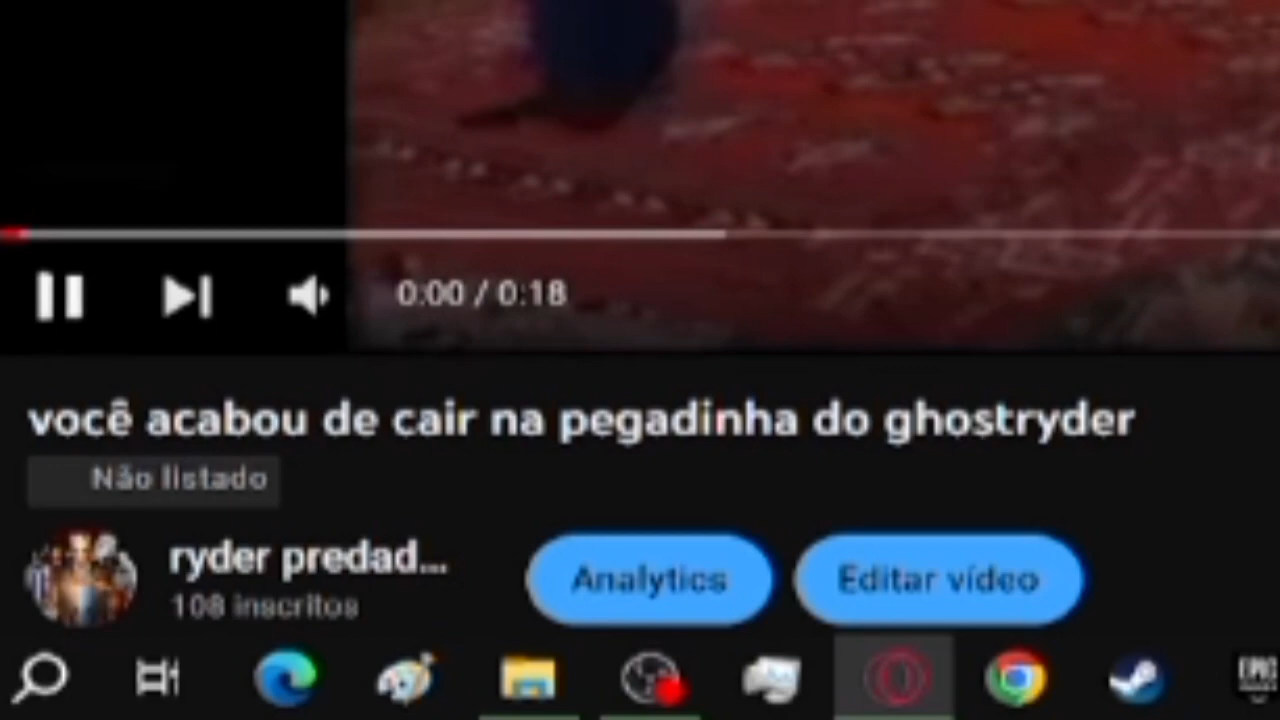 0:00 / 0:18
você acabou de cair na pegadinha do ghostryder
Não listado
ryder predad...
108 inscritos
Analytics
Editar vídeo
EPIC